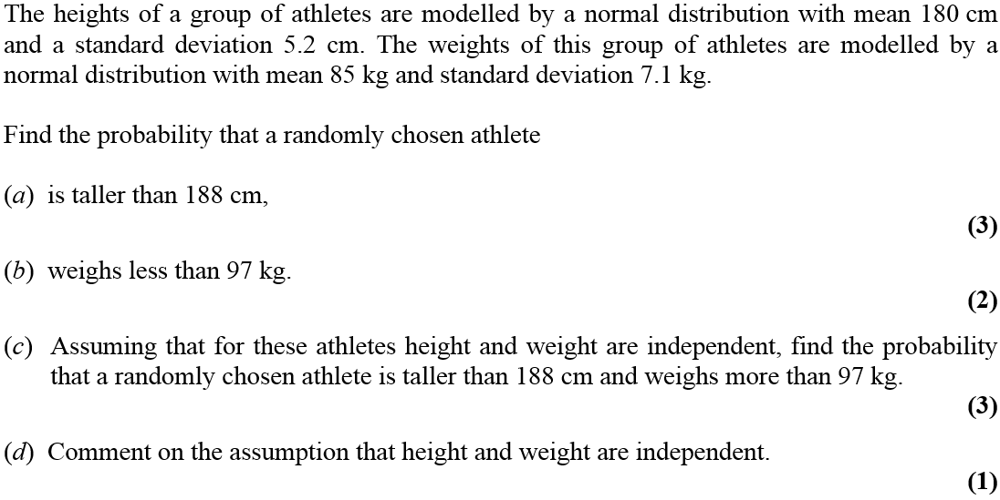 The heights of a group of athletes are modelled by a normal distribution with mean 180 cm
and a standard deviation 5.2 cm. The weights of this group of athletes are modelled by a
normal distribution with mean 85 kg and standard deviation 7.1 kg.
Find the probability that a randomly chosen athlete
(a) is taller than 188 cm,
(3)
(b) weighs less than 97 kg.
(2)
(c) Assuming that for these athletes height and weight are independent, find the probability
that a randomly chosen athlete is taller than 188 cm and weighs more than 97 kg.
(3)
(d) Comment on the assumption that height and weight are independent.
(1)